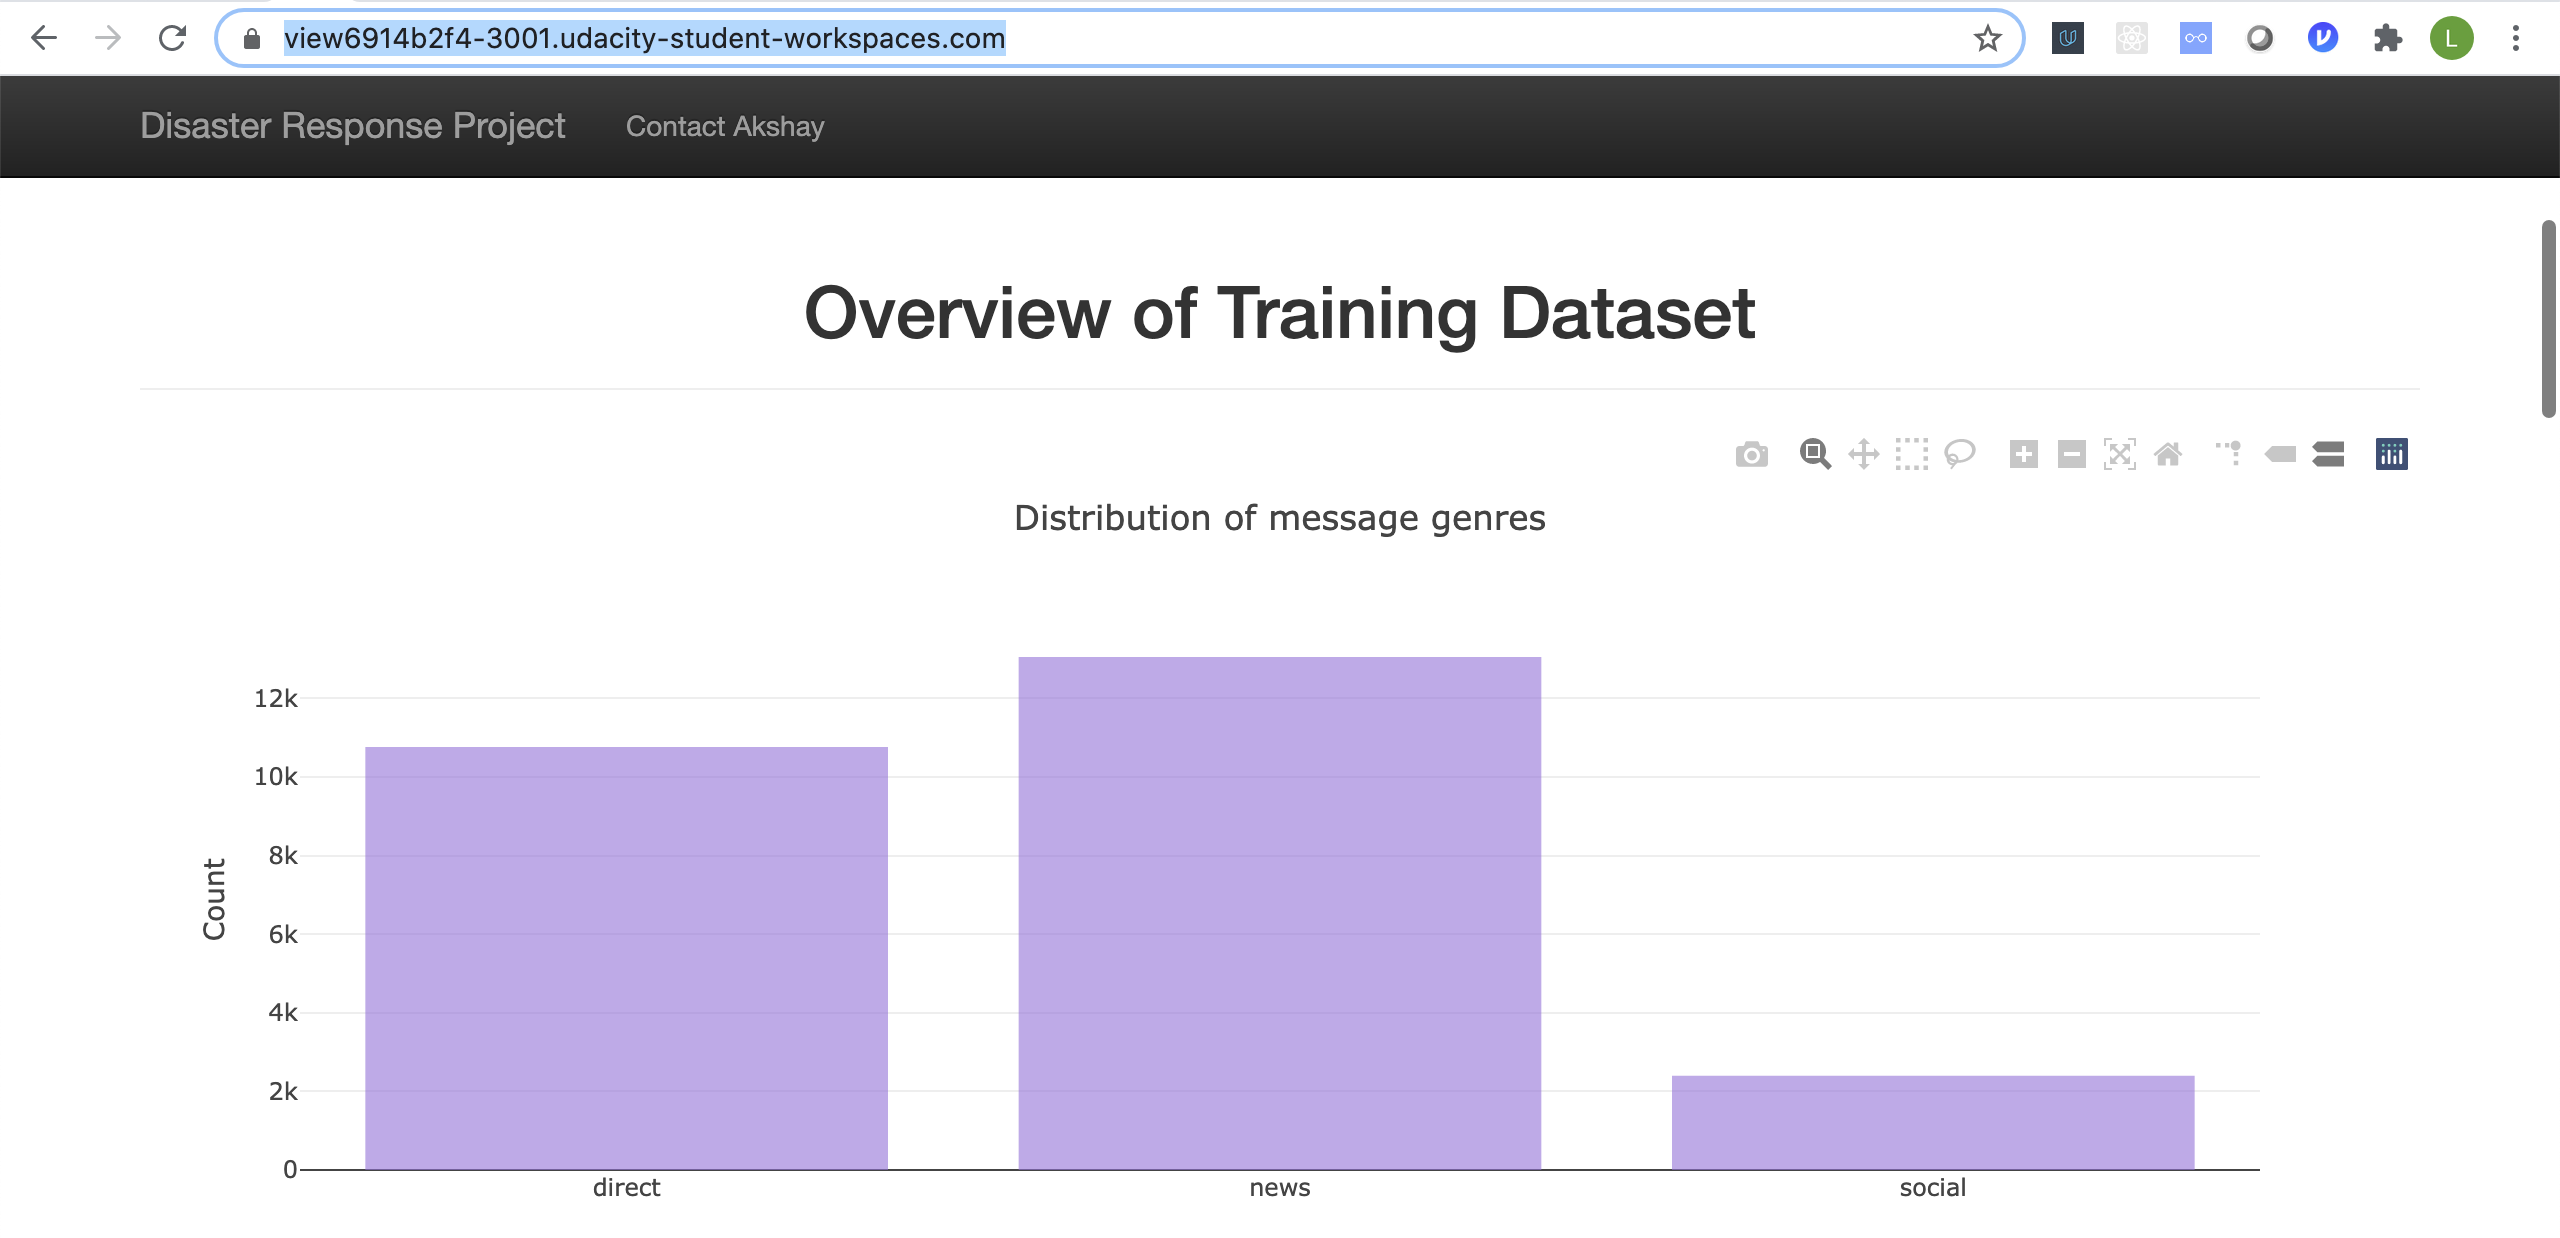 view6914b2f4-3001.udacity-student-workspaces.com
L
Disaster Response Project
Contact Akshay
Overview of Training Dataset
Distribution of message genres
12k
10k
8k
6k
4k
2k
0
Count
direct
news
social